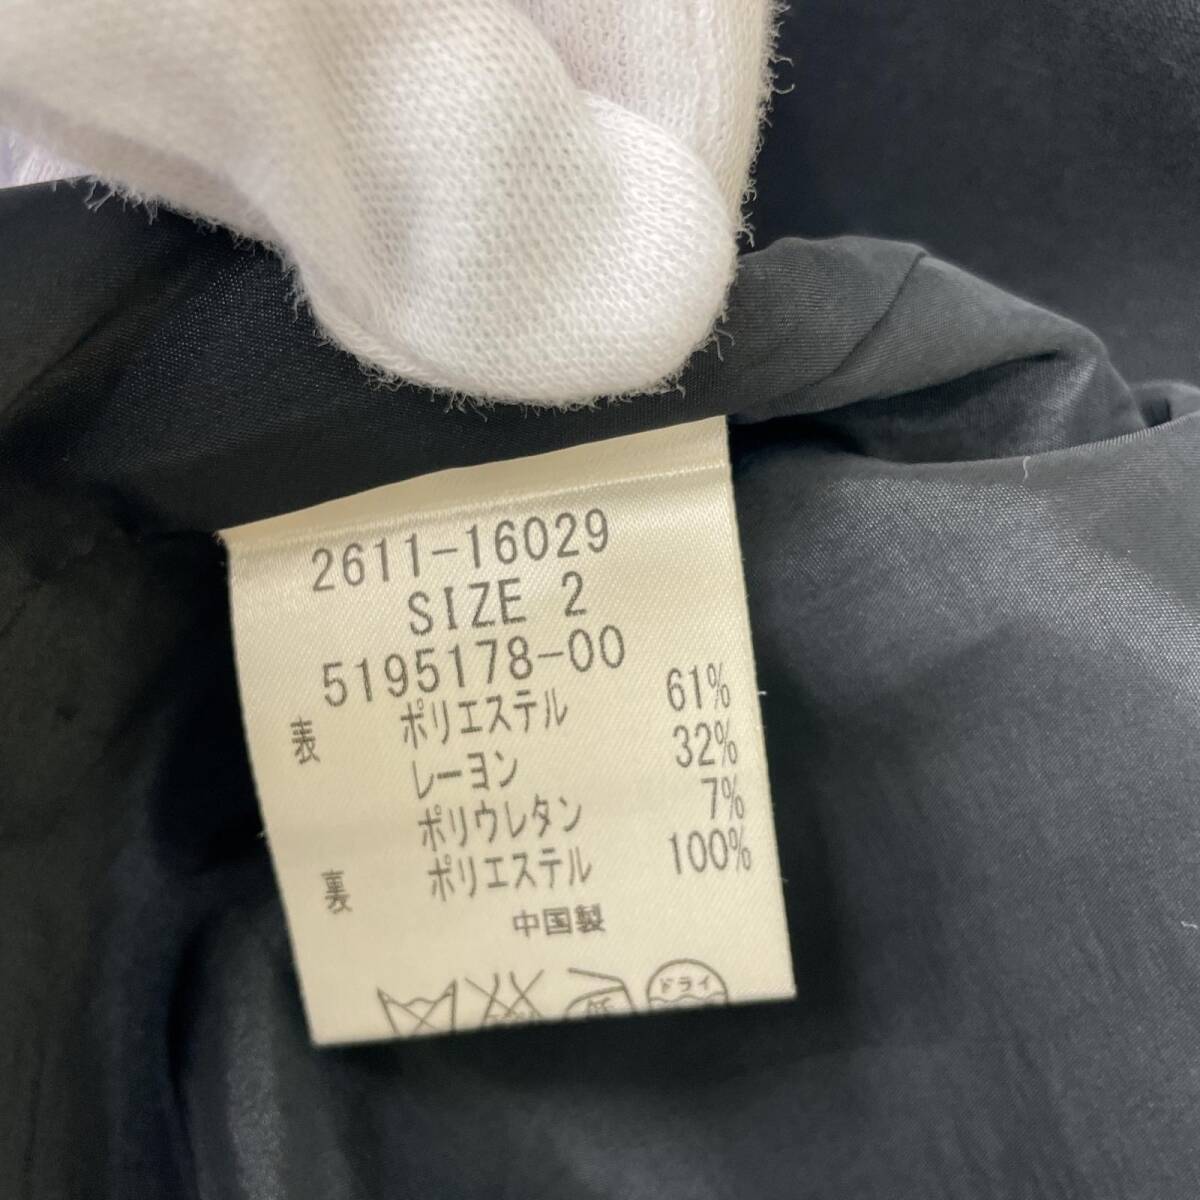 2611-16029
SIZE 2
5195178-00
表 ポリエステル 61%
レーヨン 32%
ポリウレタン 7%
裏 ポリエステル 100%
中国製
低 ドライ